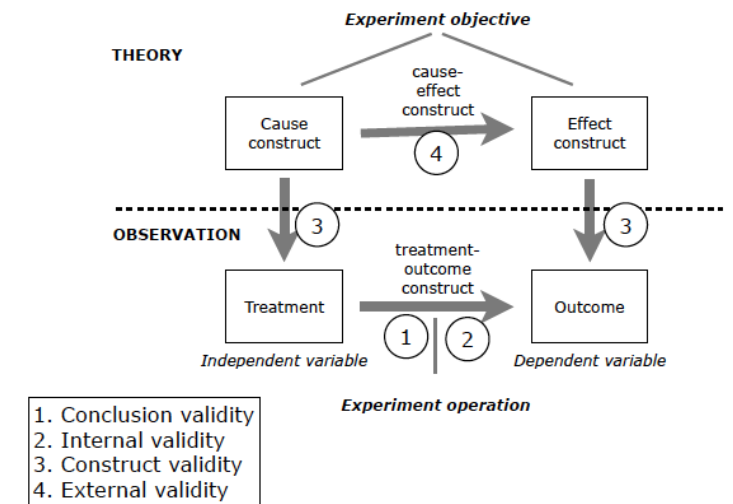 Experiment objective
THEORY
cause-
effect
construct
Cause
construct
Effect
construct
4
3
3
OBSERVATION
treatment-
outcome
construct
Treatment
Outcome
1
2
Independent variable
Dependent variable
Experiment operation
1. Conclusion validity
2. Internal validity
3. Construct validity
4. External validity